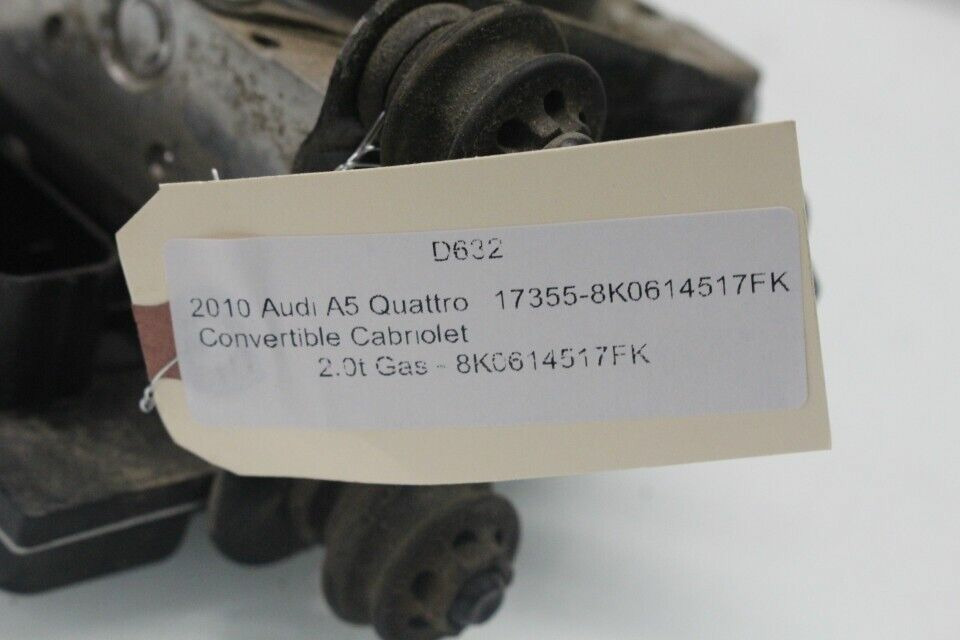 D632
2010 Audi A5 Quattro 17355-8K0614517FK
Convertible Cabriolet
2.0t Gas - 8K0614517FK